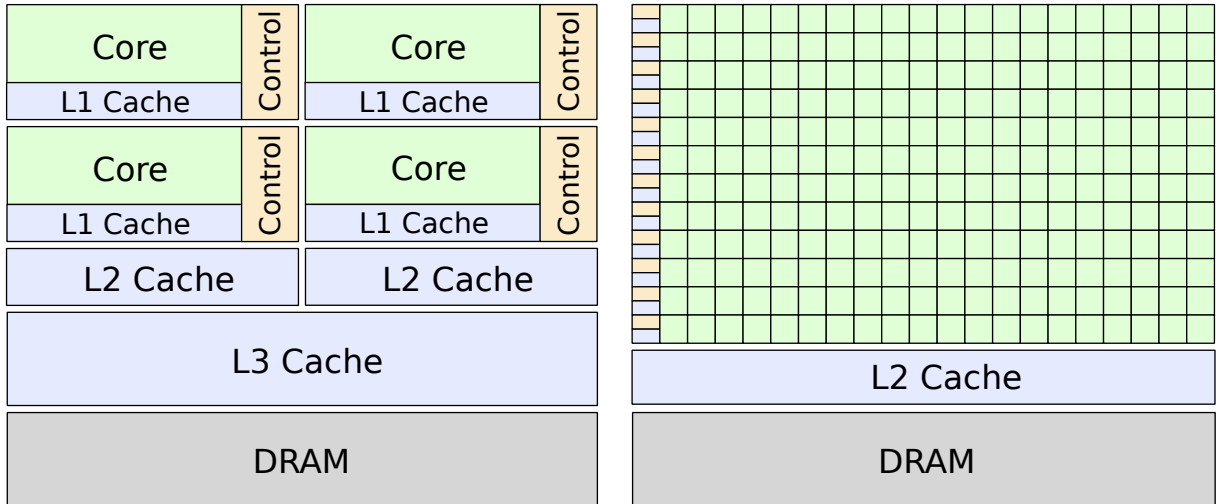 Core
Control
L1 Cache
Core
Control
L1 Cache
Core
Control
L1 Cache
Core
Control
L1 Cache
L2 Cache
L2 Cache
L3 Cache
DRAM
L2 Cache
DRAM